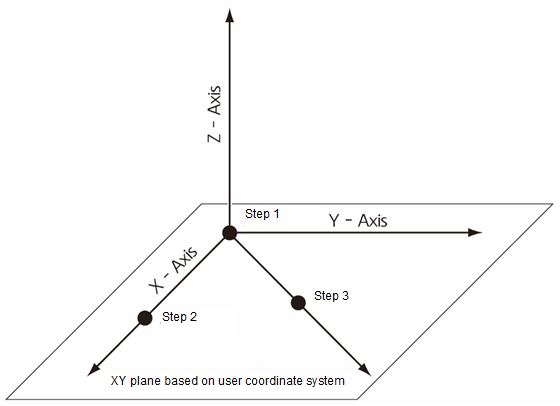 Z - Axis
Step 1
Y - Axis
X - Axis
Step 3
Step 2
XY plane based on user coordinate system